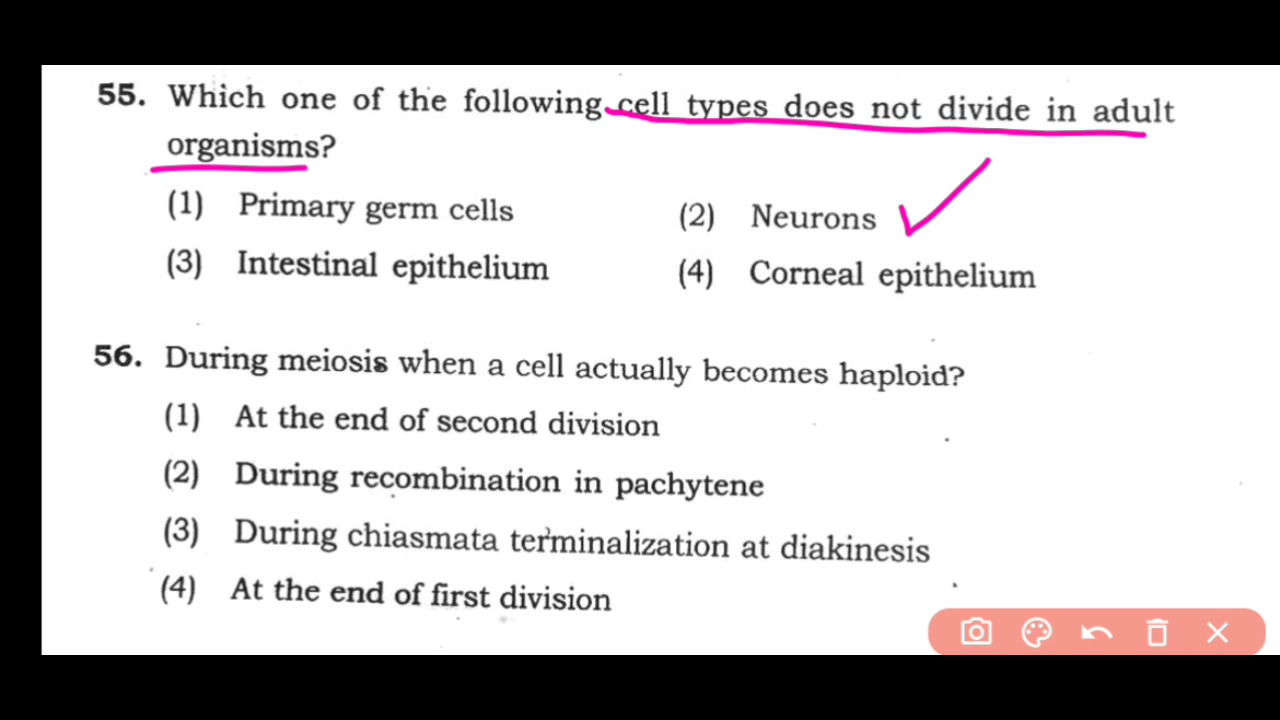 55. Which one of the following cell types does not divide in adult
organisms?
(1) Primary germ cells (2) Neurons
(3) Intestinal epithelium (4) Corneal epithelium
56. During meiosis when a cell actually becomes haploid?
(1) At the end of second division
(2) During recombination in pachytene
(3) During chiasmata terminalization at diakinesis
(4) At the end of first division